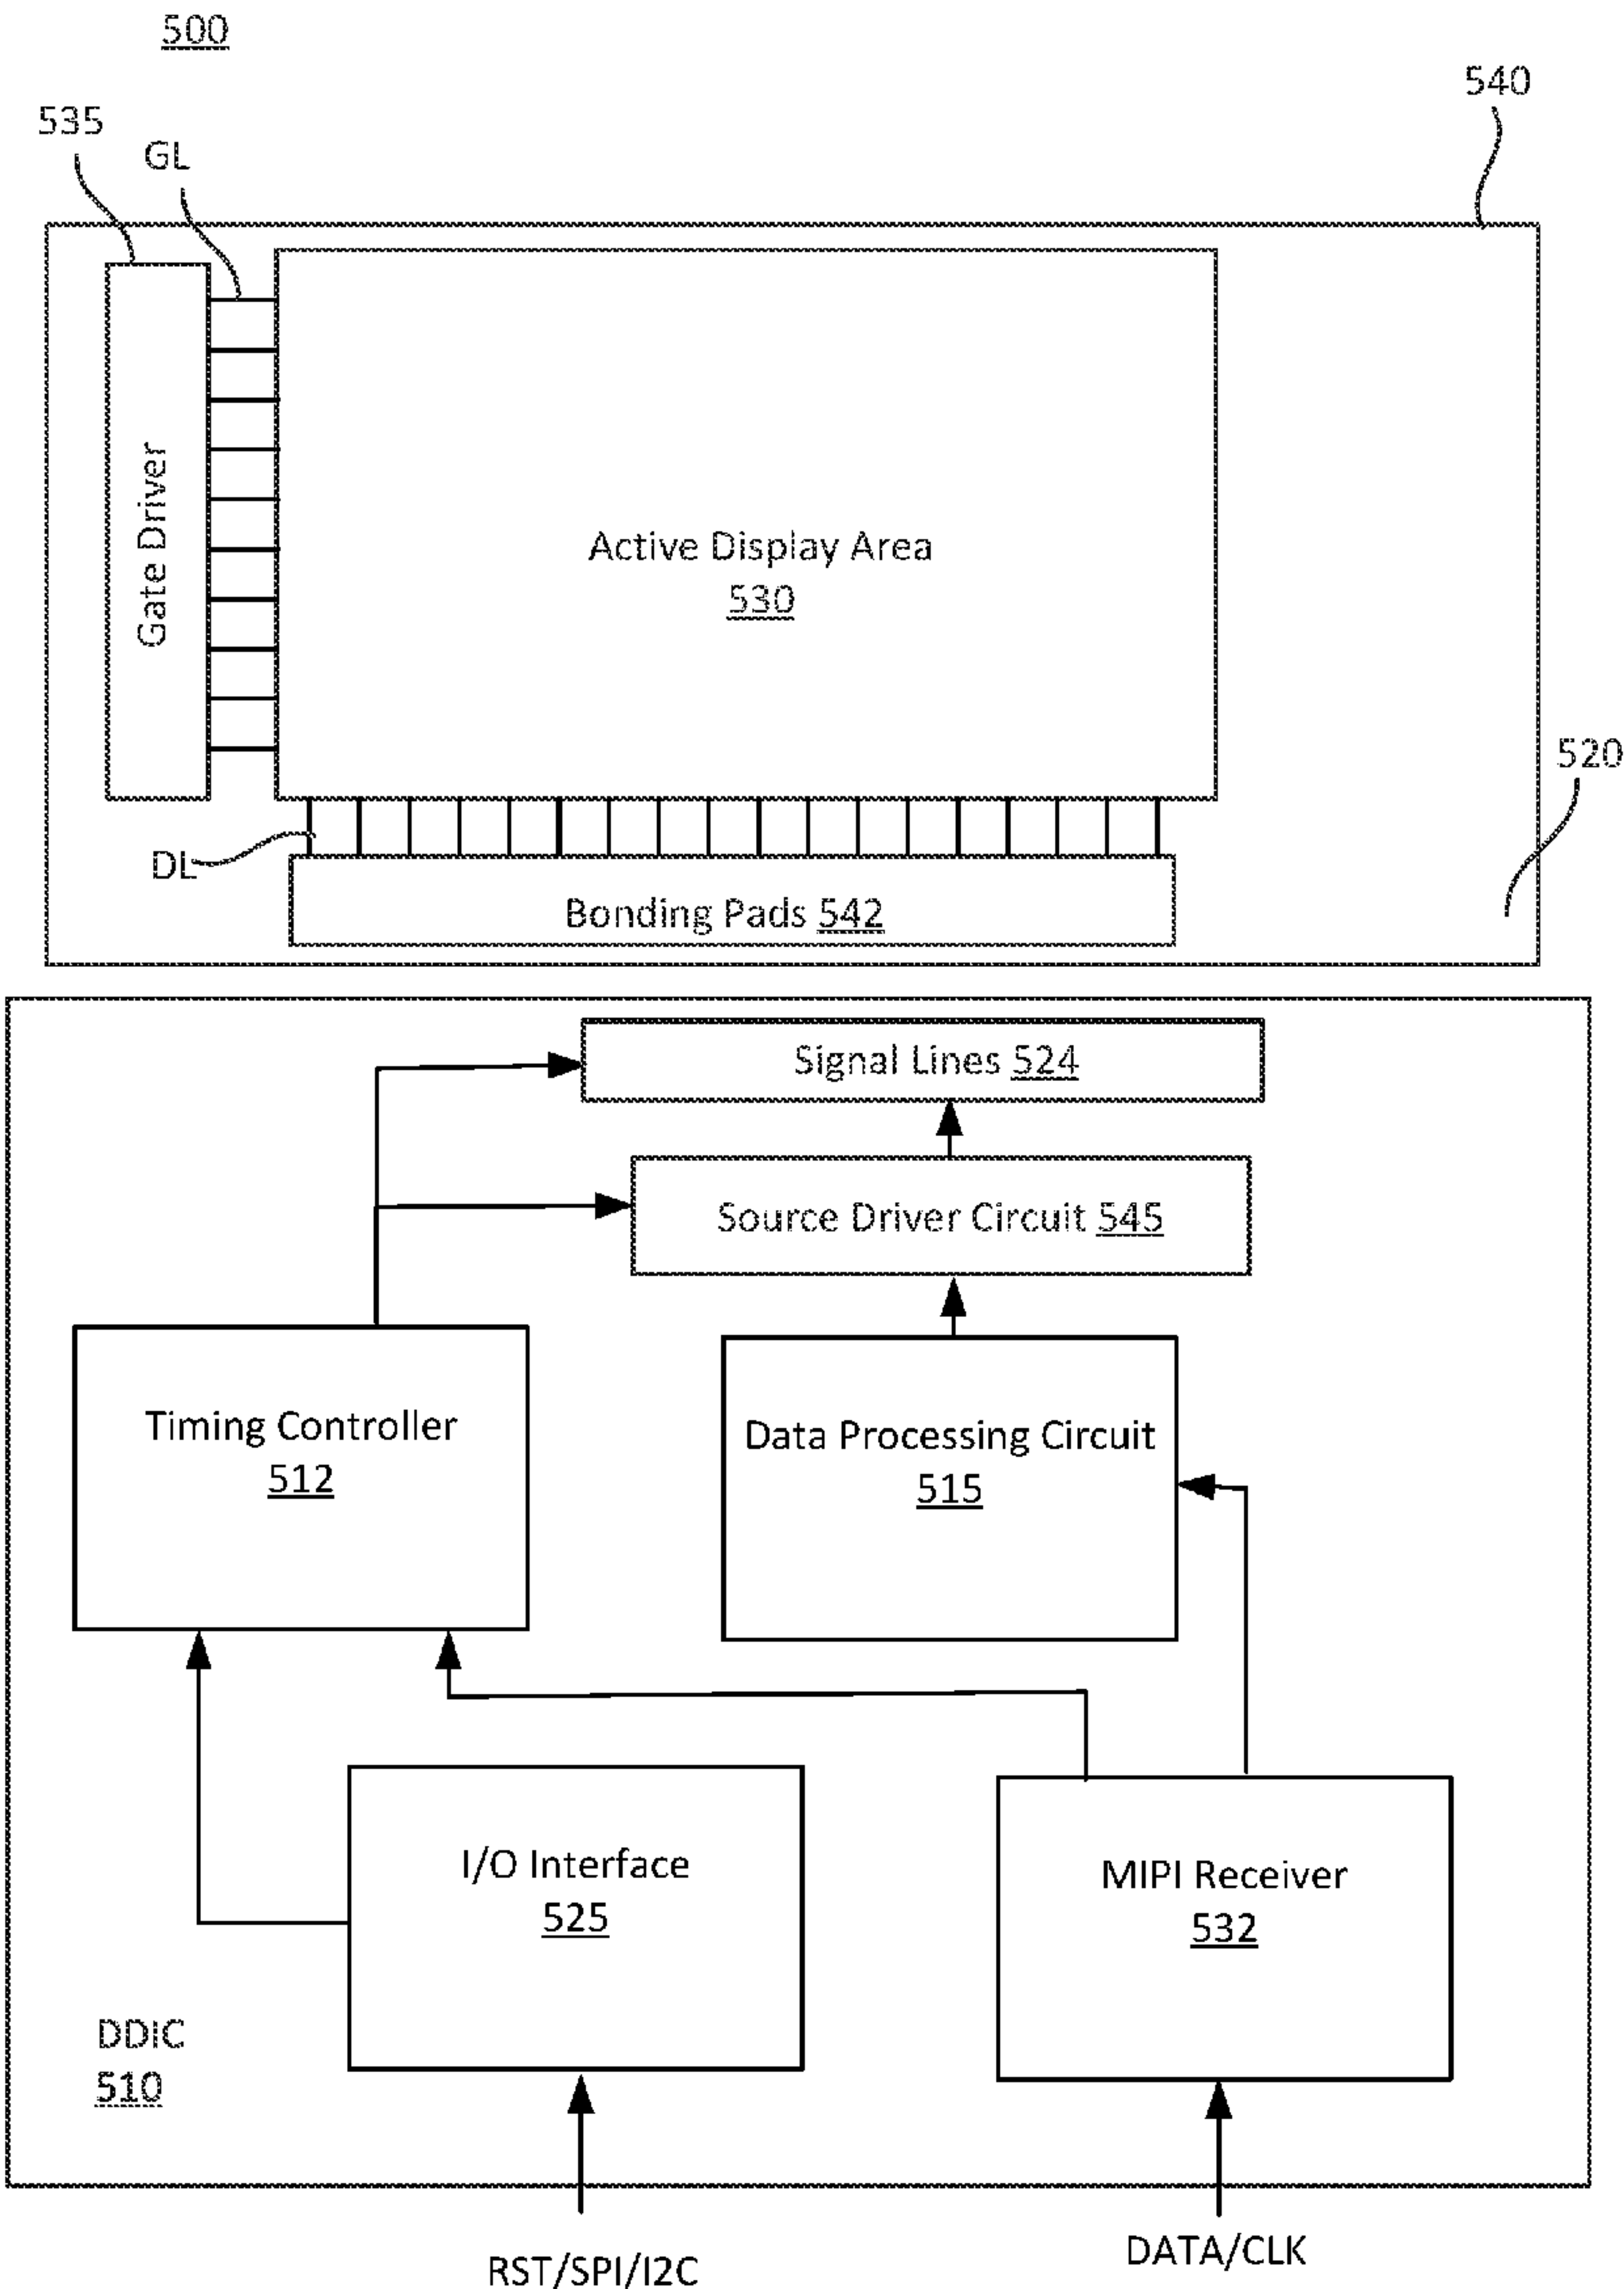 500
540
535
GL
Gate Driver
Active Display Area
530
520
DL
Bonding Pads 542
Signal Lines 524
Source Driver Circuit 545
Timing Controller
512
Data Processing Circuit
515
I/O Interface
525
MIPI Receiver
532
DDIC
510
RST/SPI/I2C
DATA/CLK